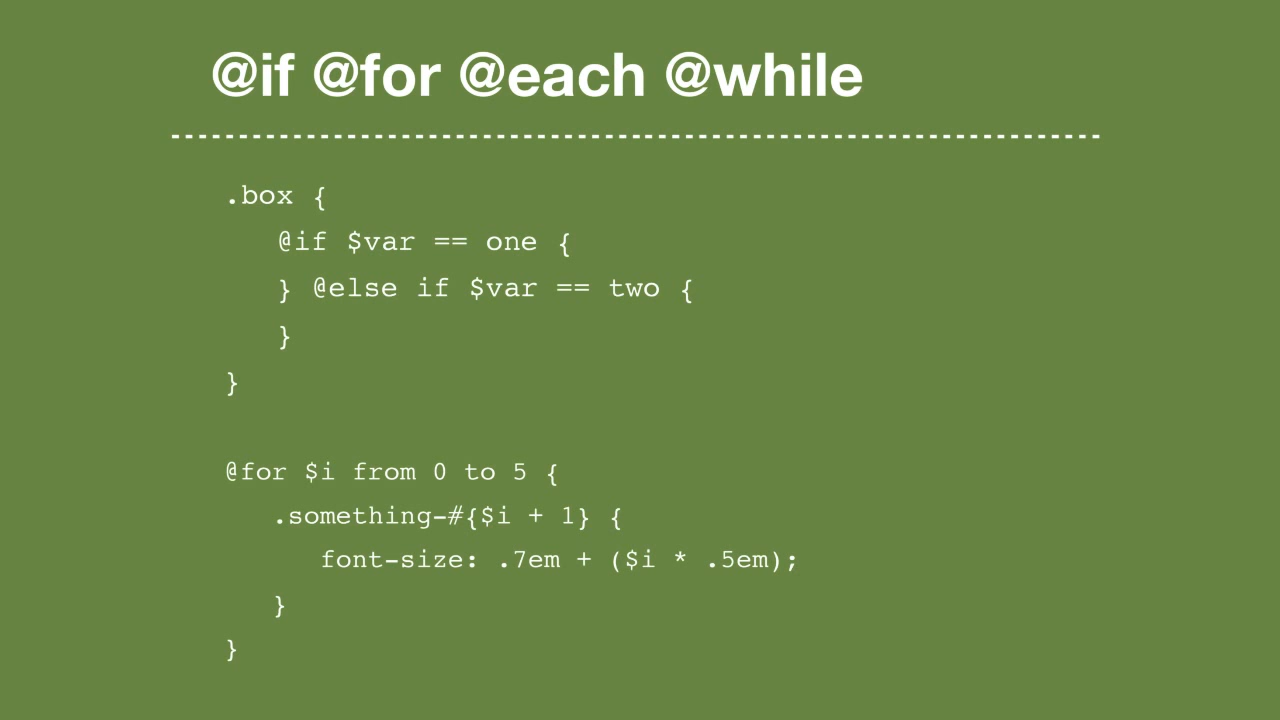 @if @for @each @while
.box {
@if $var == one {
} @else if $var == two {
}
}
@for $i from 0 to 5 {
.something-#{$i + 1} {
font-size: .7em + ($i * .5em);
}
}